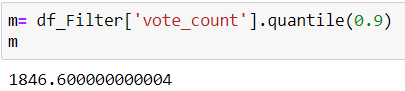 m= df_Filter['vote_count'].quantile(0.9)
m
1846.600000000004